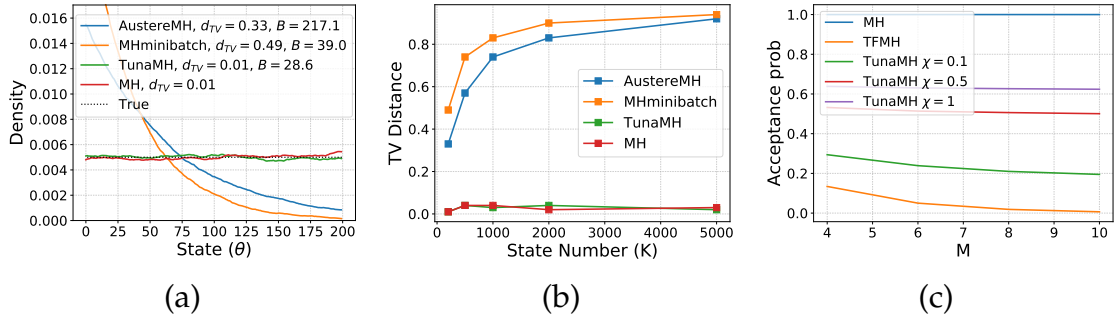 AustereMH, d_TV = 0.33, B = 217.1
MHminibatch, d_TV = 0.49, B = 39.0
TunaMH, d_TV = 0.01, B = 28.6
MH, d_TV = 0.01
True
0.016
0.014
0.012
0.010
0.008
0.006
0.004
0.002
0.000
Density
0 25 50 75 100 125 150 175 200
State (θ)
(a)
AustereMH
MHminibatch
TunaMH
MH
0.8
0.6
0.4
0.2
0.0
TV Distance
0 1000 2000 3000 4000 5000
State Number (K)
(b)
MH
TFMH
TunaMH χ = 0.1
TunaMH χ = 0.5
TunaMH χ = 1
1.0
0.8
0.6
0.4
0.2
0.0
Acceptance prob
4 5 6 7 8 9 10
M
(c)